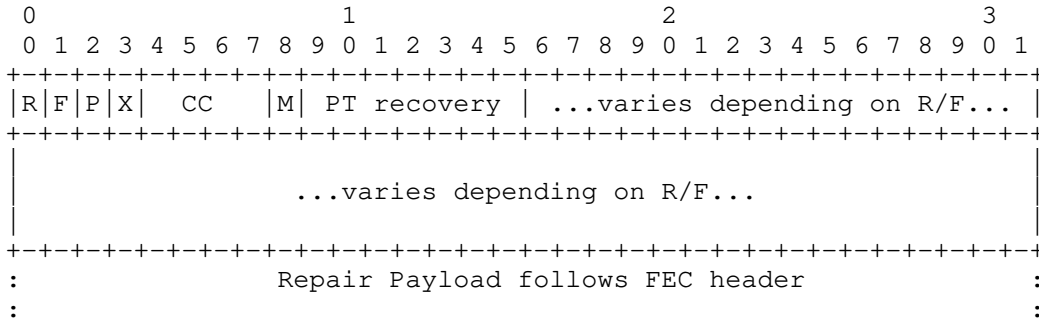 0                   1                   2                   3
 0 1 2 3 4 5 6 7 8 9 0 1 2 3 4 5 6 7 8 9 0 1 2 3 4 5 6 7 8 9 0 1
+-+-+-+-+-+-+-+-+-+-+-+-+-+-+-+-+-+-+-+-+-+-+-+-+-+-+-+-+-+-+-+-+
|R|F|P|X|  CC   |M| PT recovery | ...varies depending on R/F... |
+-+-+-+-+-+-+-+-+-+-+-+-+-+-+-+-+-+-+-+-+-+-+-+-+-+-+-+-+-+-+-+-+
|                                                               |
|                 ...varies depending on R/F...                 |
|                                                               |
+-+-+-+-+-+-+-+-+-+-+-+-+-+-+-+-+-+-+-+-+-+-+-+-+-+-+-+-+-+-+-+-+
:                Repair Payload follows FEC header              :
:                                                               :